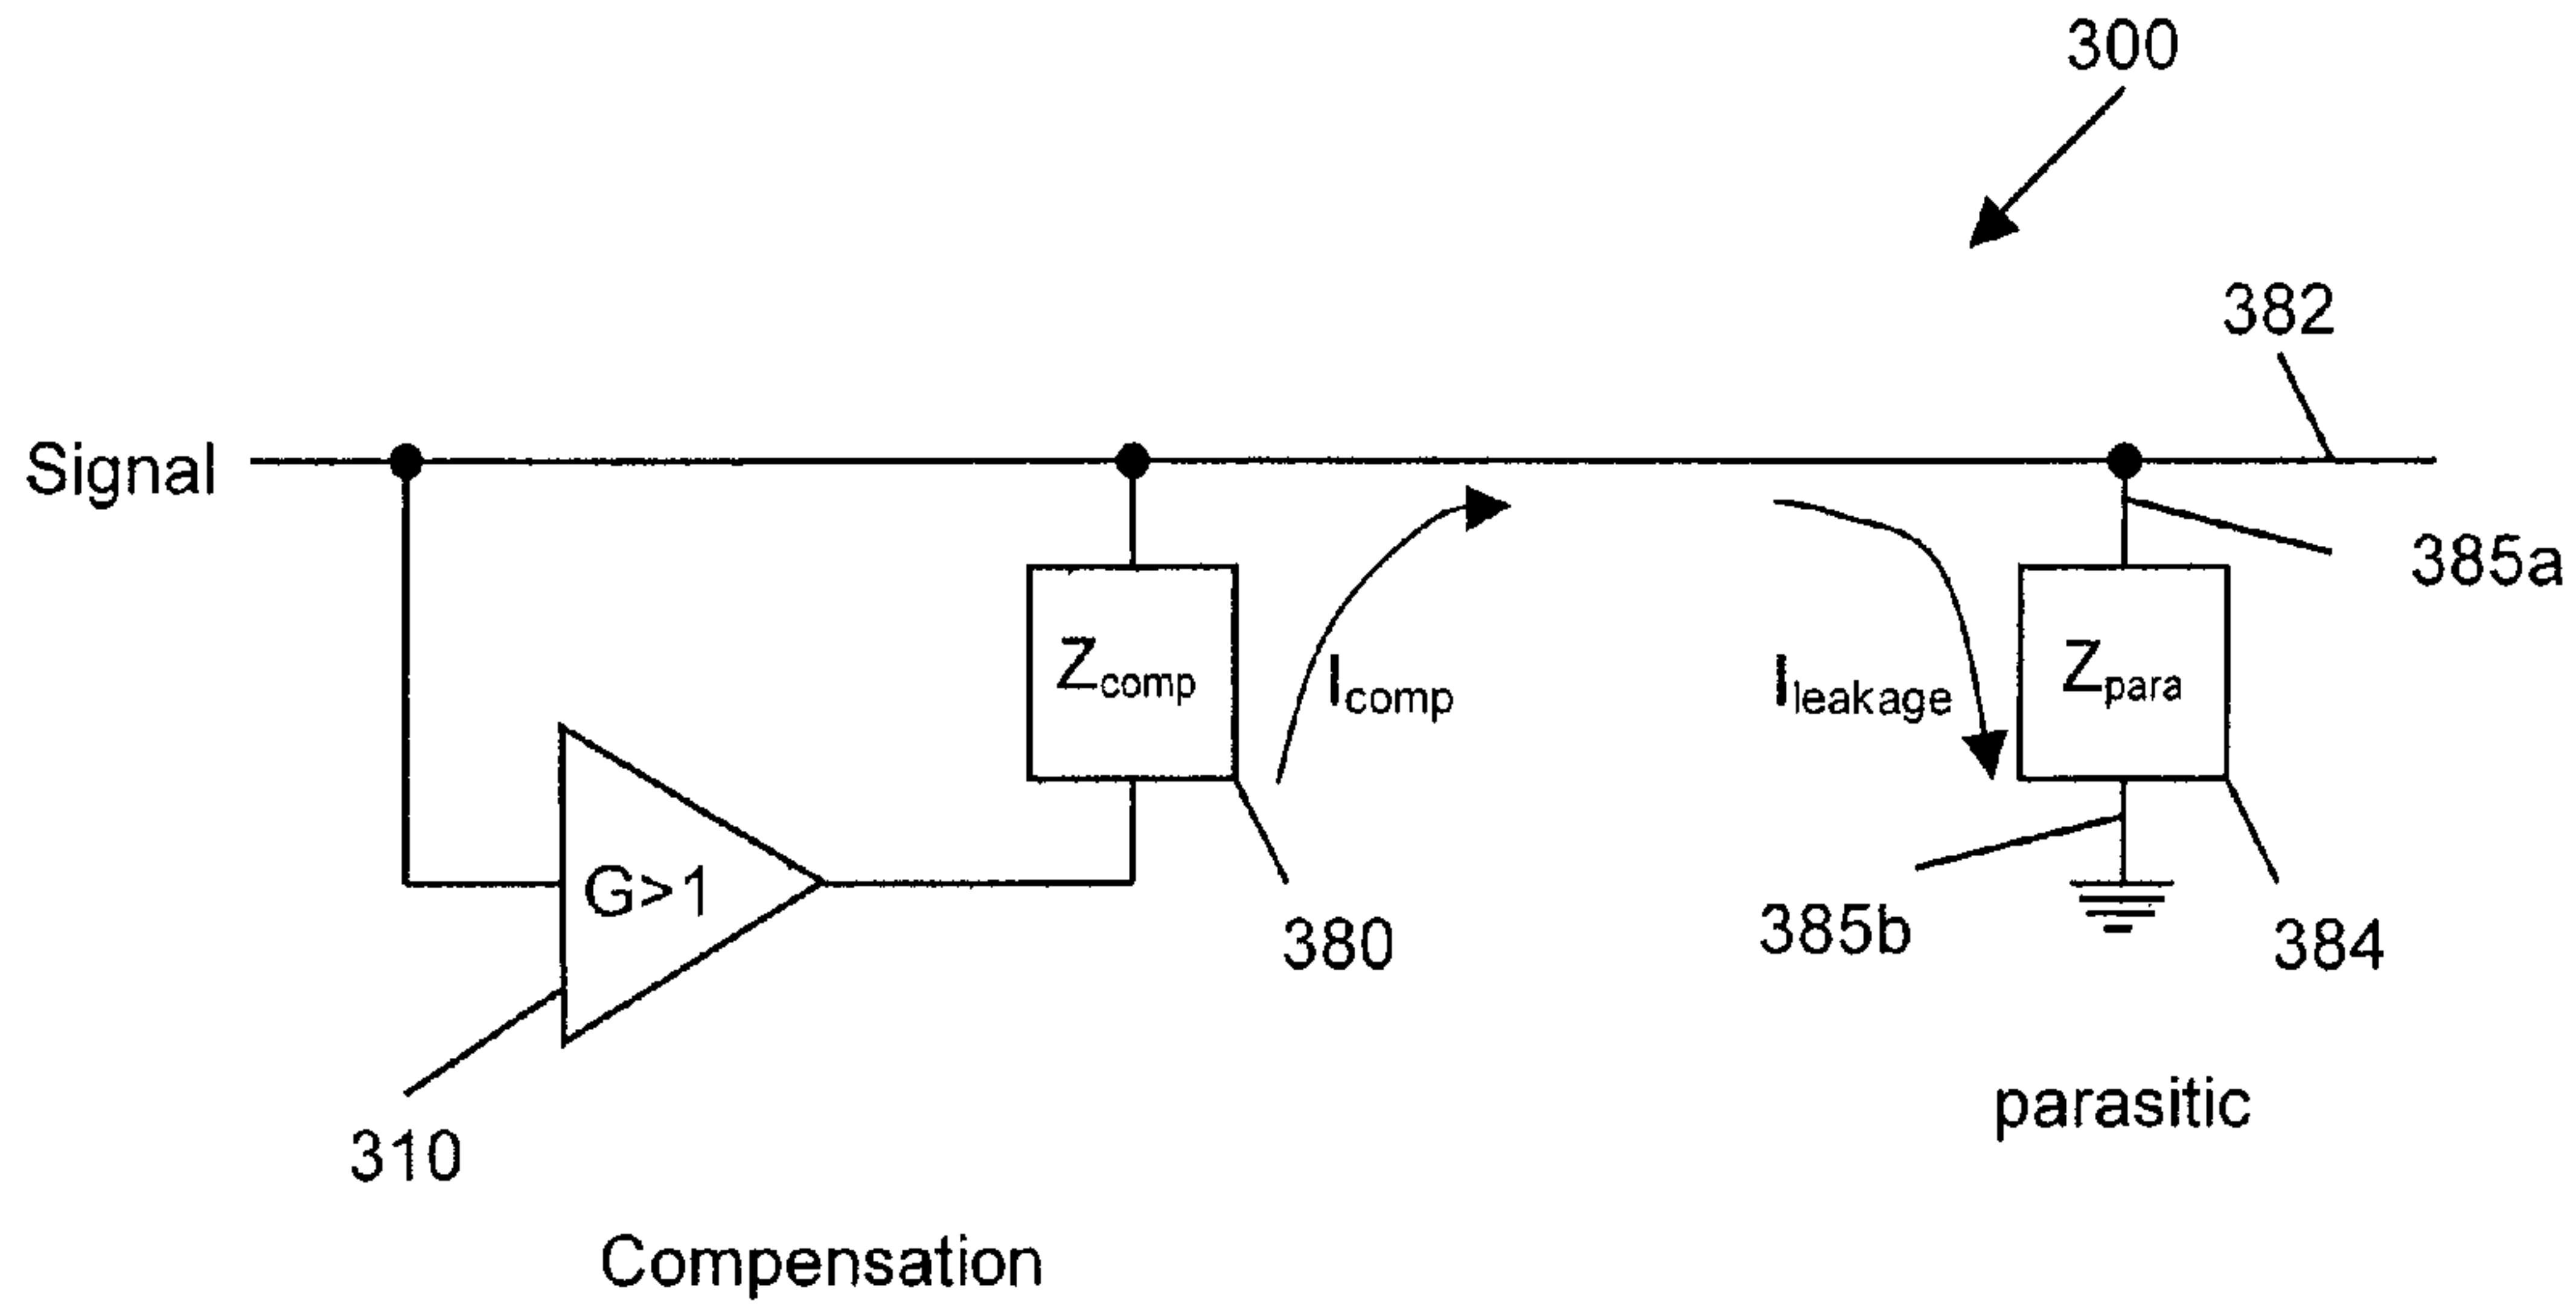 300
382
Signal
385a
Zcomp
Icomp
Ileakage
Zpara
G>1
380
385b
384
310
parasitic
Compensation